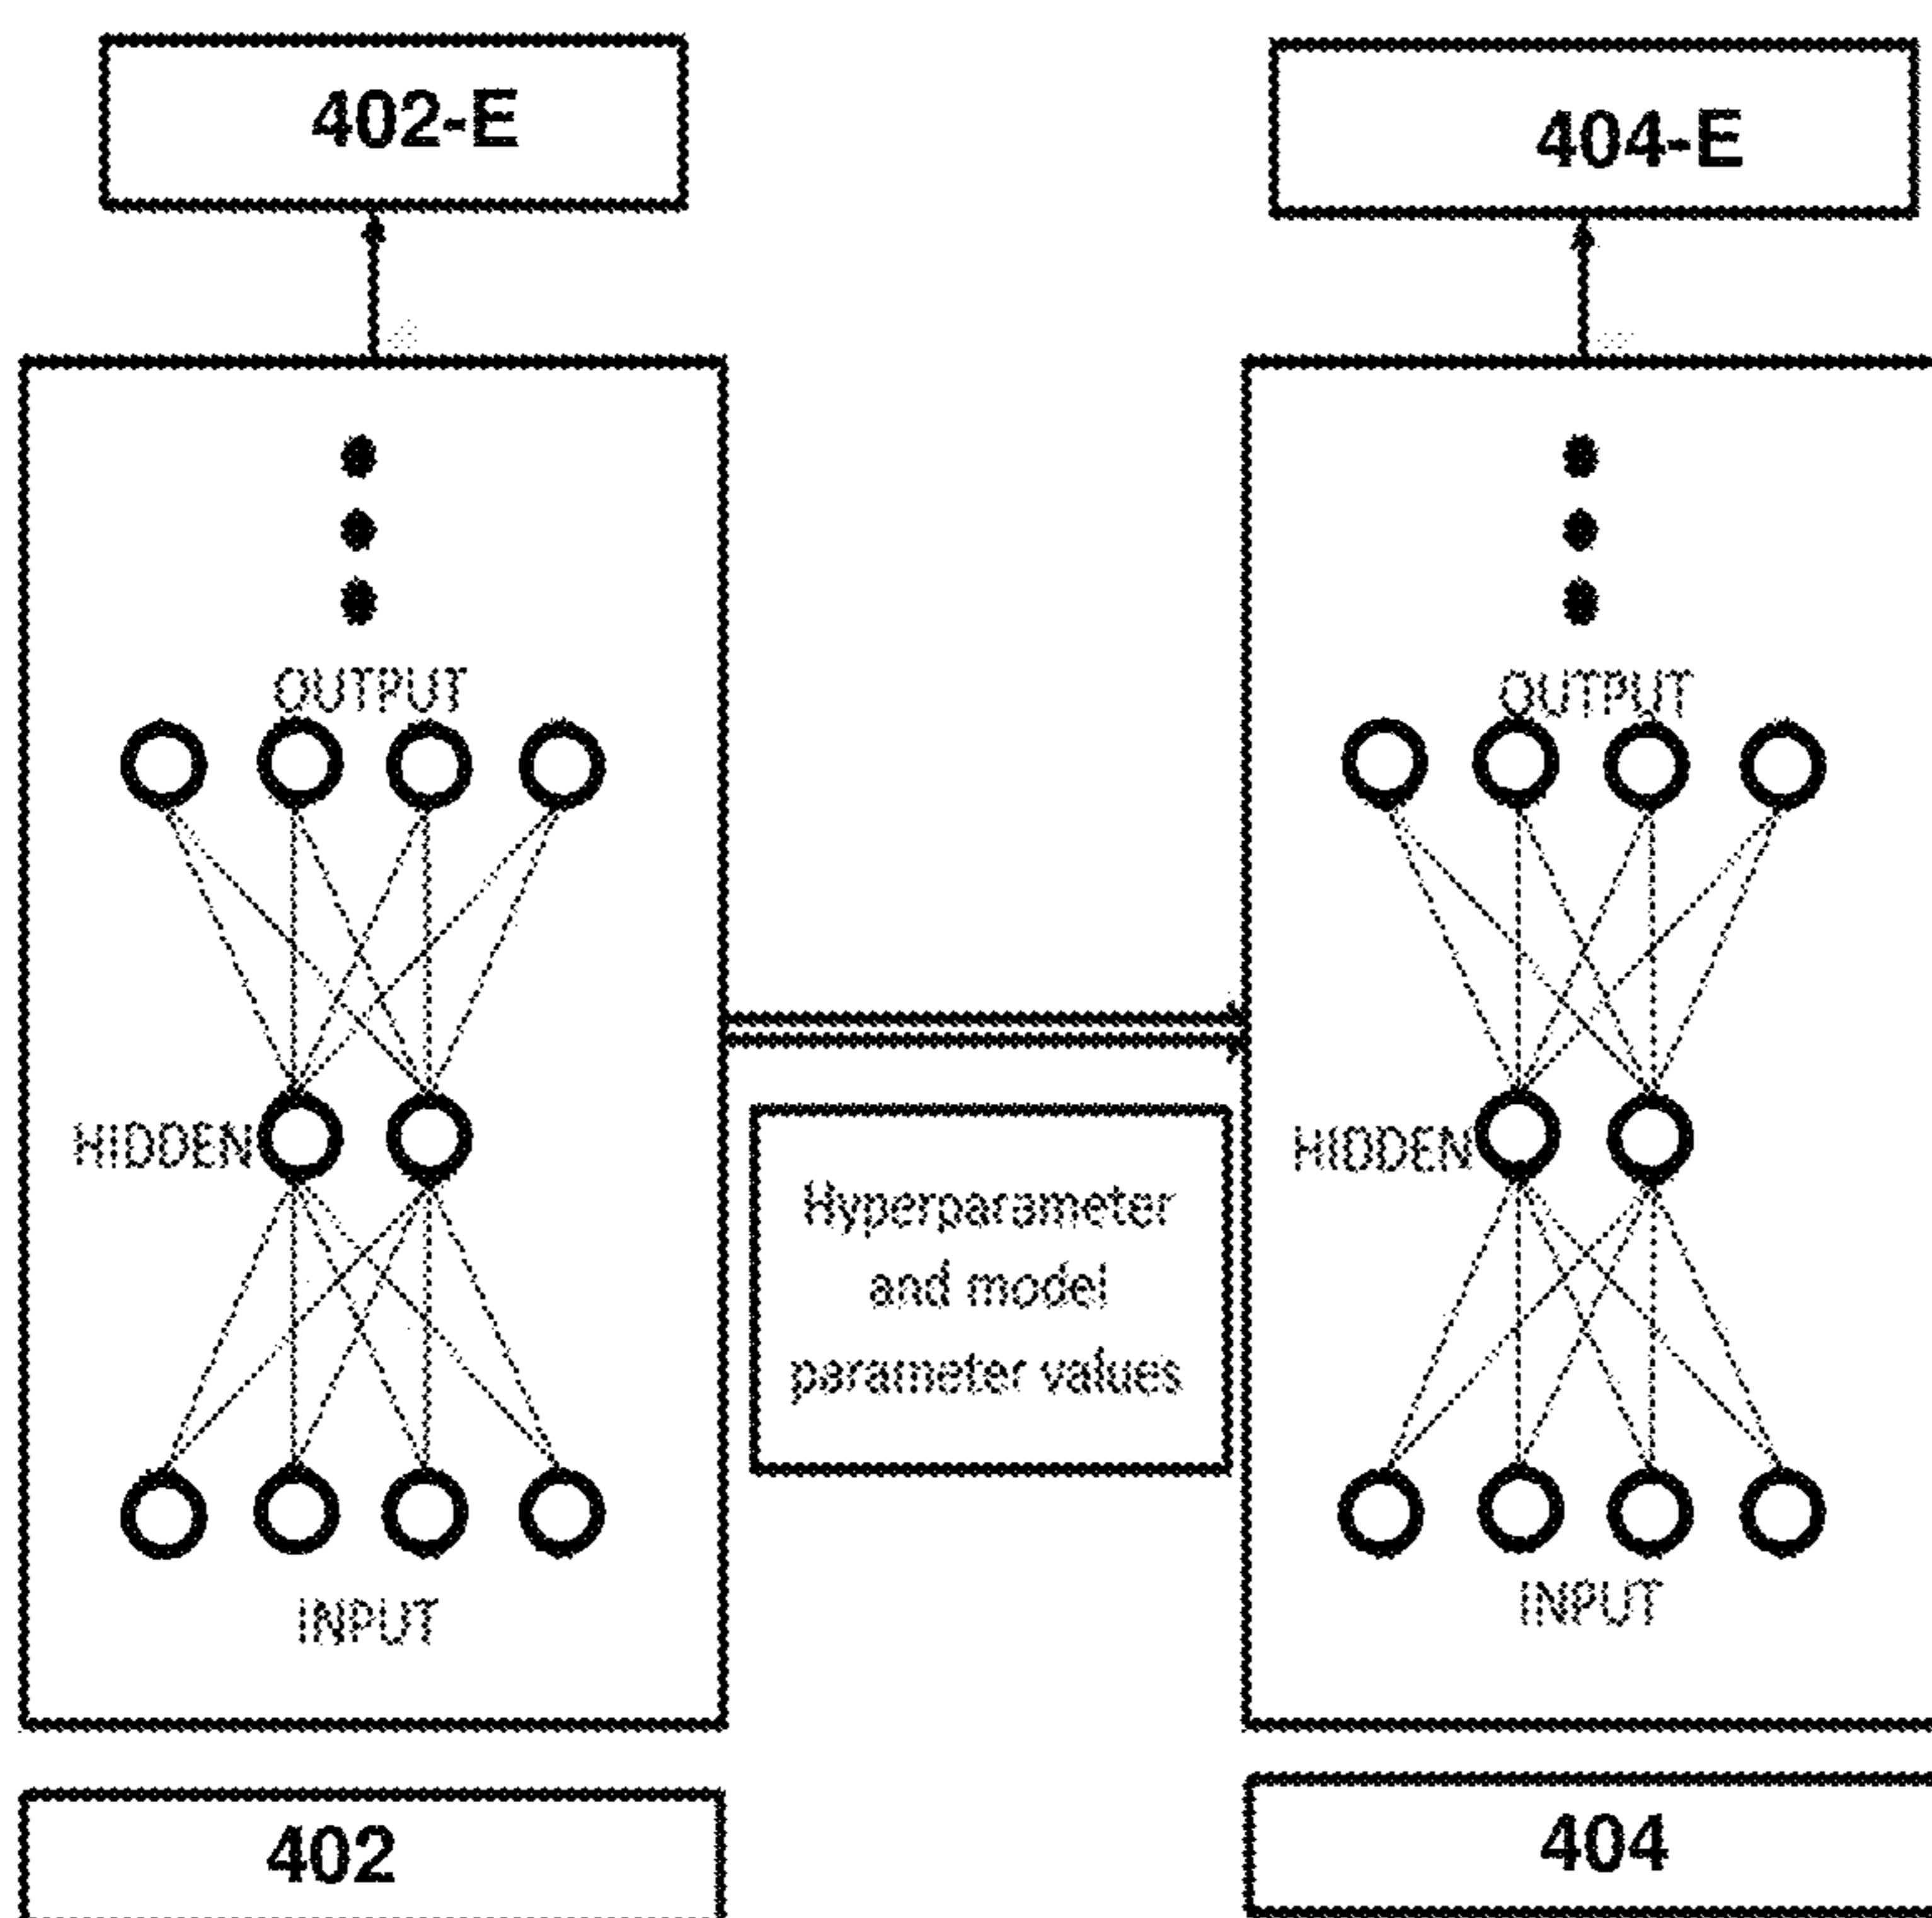 402-E
404-E
OUTPUT
OUTPUT
HIDDEN
HIDDEN
Hyperparameter
and model
parameter values
INPUT
INPUT
402
404